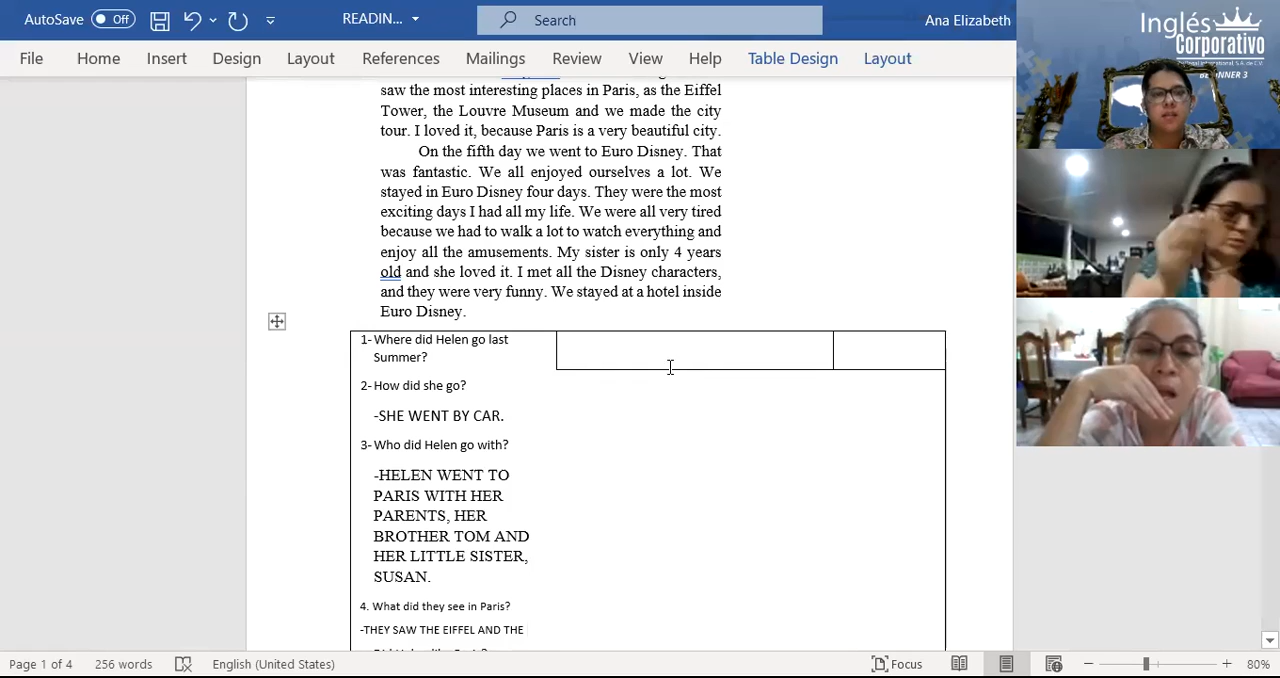 AutoSave Off READIN... Search Ana Elizabeth
File Home Insert Design Layout References Mailings Review View Help Table Design Layout
Inglés
Corporativo
saw the most interesting places in Paris, as the Eiffel
Tower, the Louvre Museum and we made the city
tour. I loved it, because Paris is a very beautiful city.
On the fifth day we went to Euro Disney. That
was fantastic. We all enjoyed ourselves a lot. We
stayed in Euro Disney four days. They were the most
exciting days I had all my life. We were all very tired
because we had to walk a lot to watch everything and
enjoy all the amusements. My sister is only 4 years
old and she loved it. I met all the Disney characters,
and they were very funny. We stayed at a hotel inside
Euro Disney.
1- Where did Helen go last
Summer?
2- How did she go?
-SHE WENT BY CAR.
3- Who did Helen go with?
-HELEN WENT TO
PARIS WITH HER
PARENTS, HER
BROTHER TOM AND
HER LITTLE SISTER,
SUSAN.
4. What did they see in Paris?
-THEY SAW THE EIFFEL AND THE
Page 1 of 4 256 words English (United States) Focus 80%